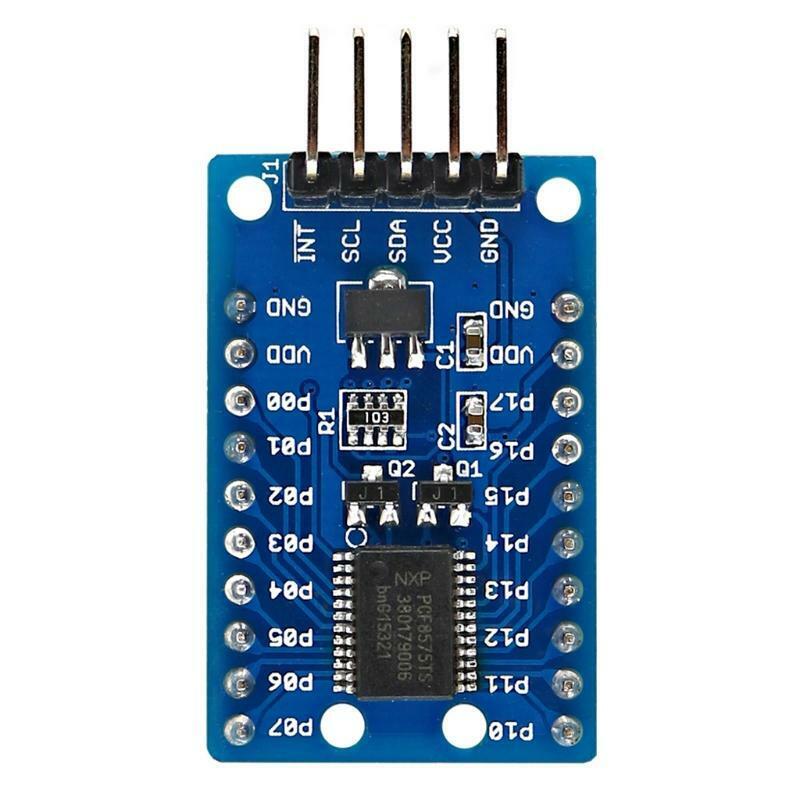 J1
INT
SCL
SDA
VCC
GND
GND
GND
VDD
C1
VDD
P00
R1
103
P17
P01
C2
P16
Q2
Q1
P02
J1
J1
P15
P03
P14
P04
NXP
PCF8575TS
380179006
bnG15321
P13
P05
P12
P06
P11
P07
P10